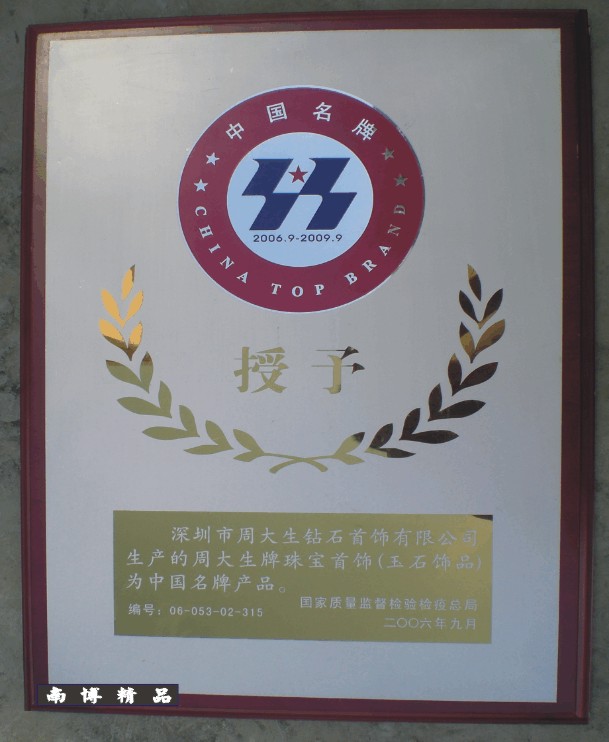 中国名牌
2006.9-2009.9
CHINA TOP BRAND
授予
深圳市周大生钻石首饰有限公司
生产的周大生牌珠宝首饰(玉石饰品)
为中国名牌产品。
编号：06-053-02-315
国家质量监督检验检疫总局
二〇〇六年九月
南博精品